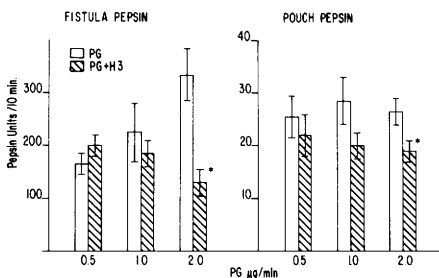 FISTULA PEPSIN
POUCH PEPSIN
PG
PG+H3
Pepsin Units /10 min.
300
200
100
40
30
20
10
*
*
0.5 1.0 2.0
0.5 1.0 2.0
PG µg/min